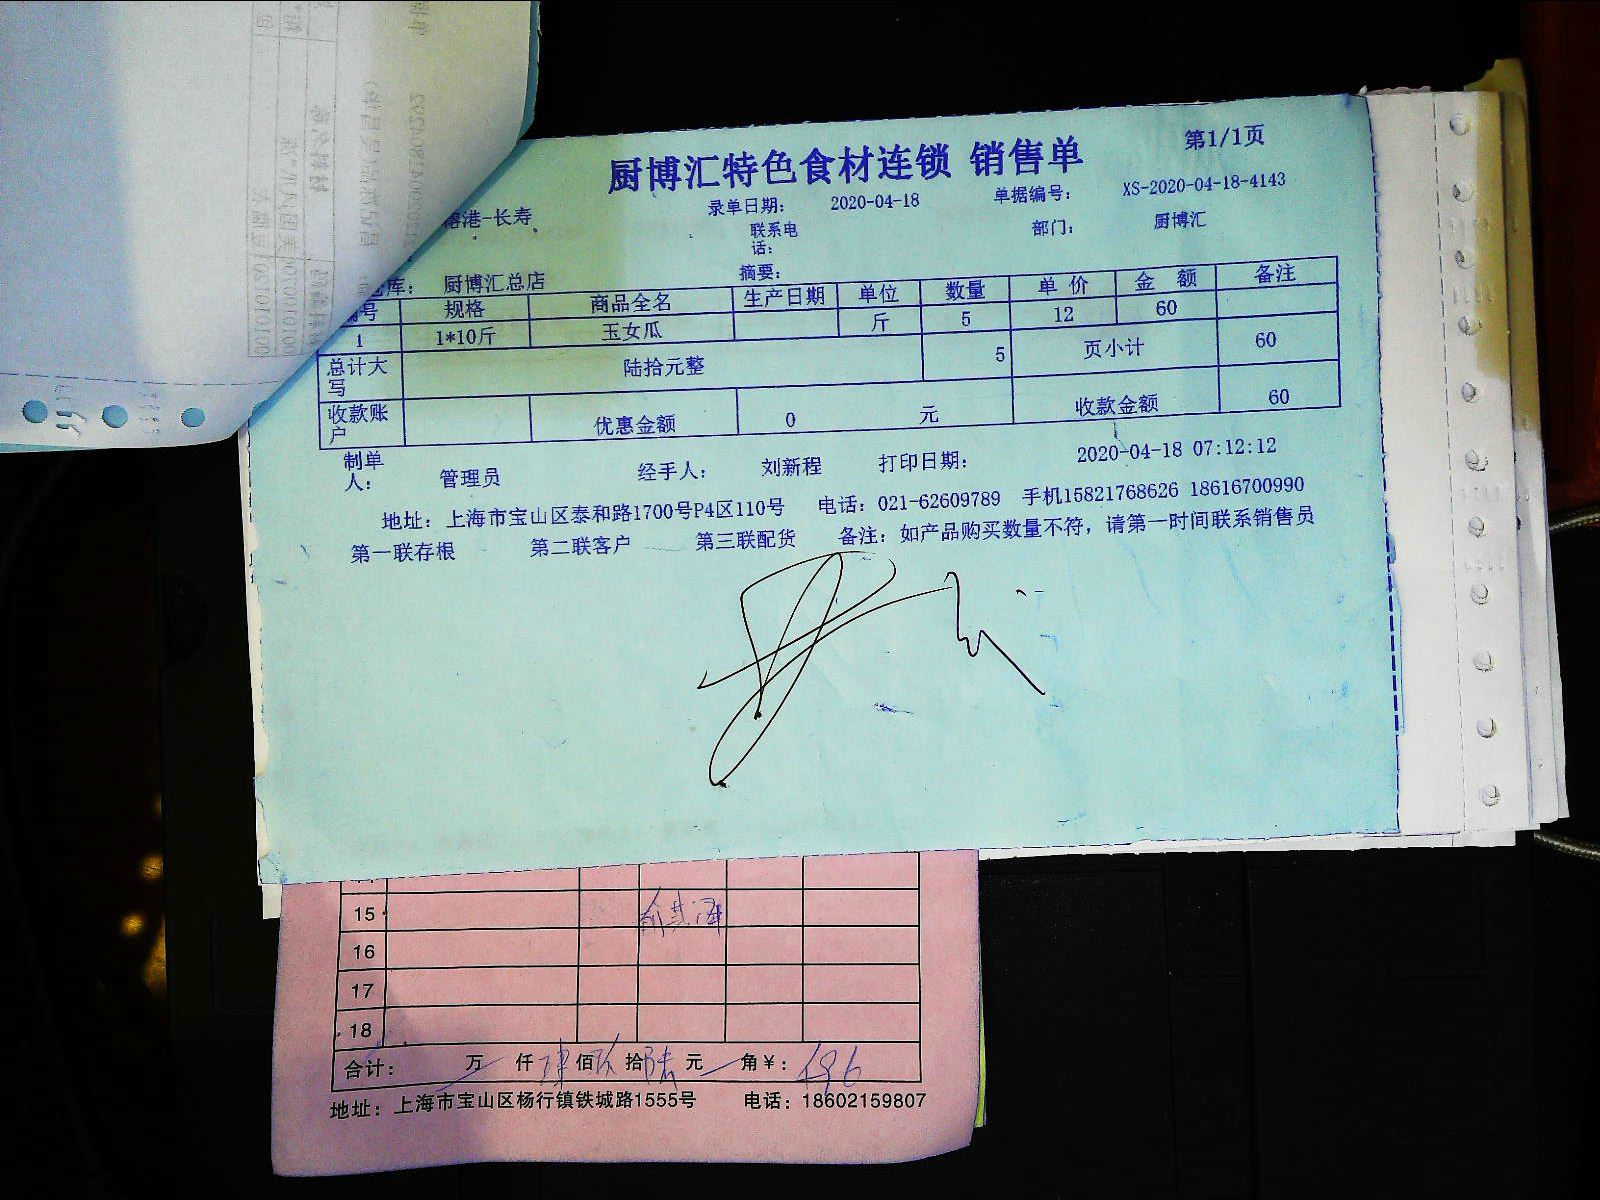 厨博汇特色食材连锁 销售单 第1/1页
港-长寿 录单日期： 2020-04-18 单据编号： XS-2020-04-18-4143
联系电话： 部门： 厨博汇
库： 厨博汇总店 摘要：
号 规格 商品全名 生产日期 单位 数量 单价 金额 备注
1 1*10斤 玉女瓜 斤 5 12 60
总计大写 陆拾元整 5 页小计 60
收款账户 优惠金额 0 元 收款金额 60
制单人： 管理员 经手人： 刘新程 打印日期： 2020-04-18 07:12:12
地址：上海市宝山区泰和路1700号P4区110号 电话：021-62609789 手机15821768626 18616700990
第一联存根 第二联客户 第三联配货 备注：如产品购买数量不符，请第一时间联系销售员
15
16
17
18
合计： 万 仟 肆 佰 玖 拾 陆 元 角 ¥： 496
地址：上海市宝山区杨行镇铁城路1555号 电话：18602159807